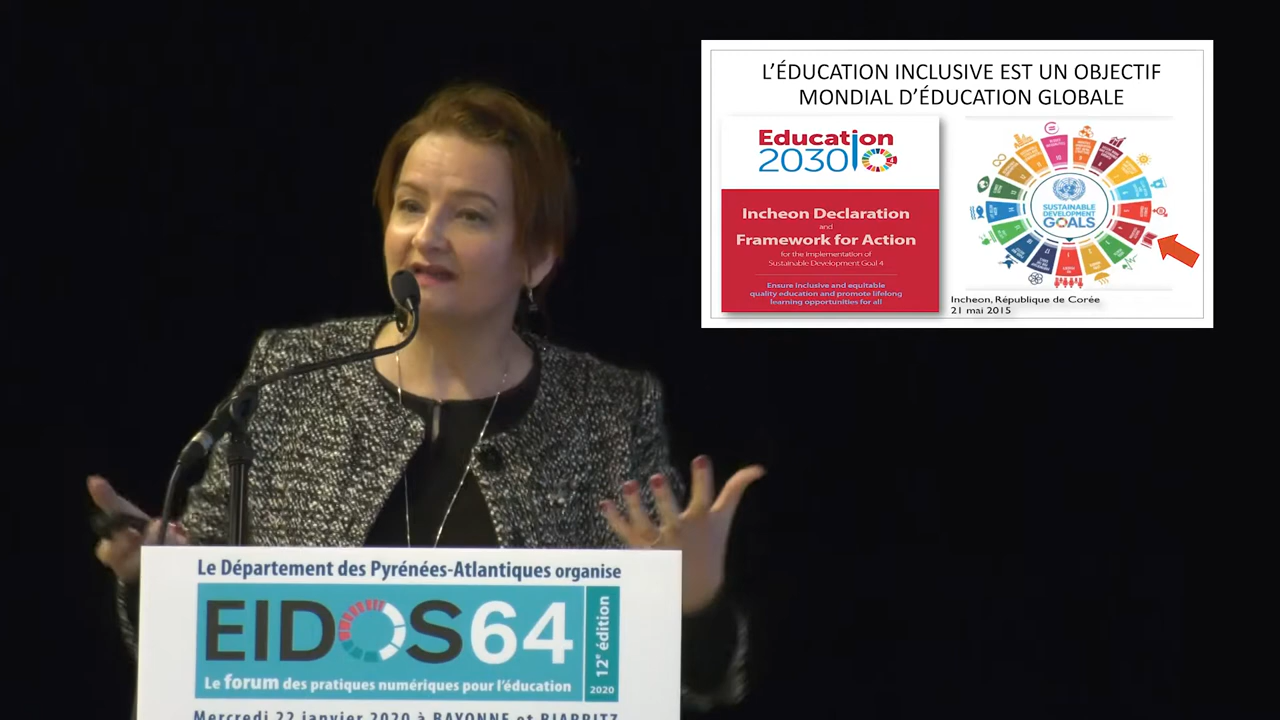 L'ÉDUCATION INCLUSIVE EST UN OBJECTIF
MONDIAL D'ÉDUCATION GLOBALE
Education
2030
Incheon Declaration
and
Framework for Action
for the implementation of
Sustainable Development Goal 4
Ensure inclusive and equitable
quality education and promote lifelong
learning opportunities for all
SUSTAINABLE
DEVELOPMENT
GOALS
Incheon, République de Corée
21 mai 2015
Le Département des Pyrénées-Atlantiques organise
EIDOS64
12e édition
2020
Le forum des pratiques numériques pour l'éducation
Mercredi 22 janvier 2020 à BAYONNE et BIARRITZ